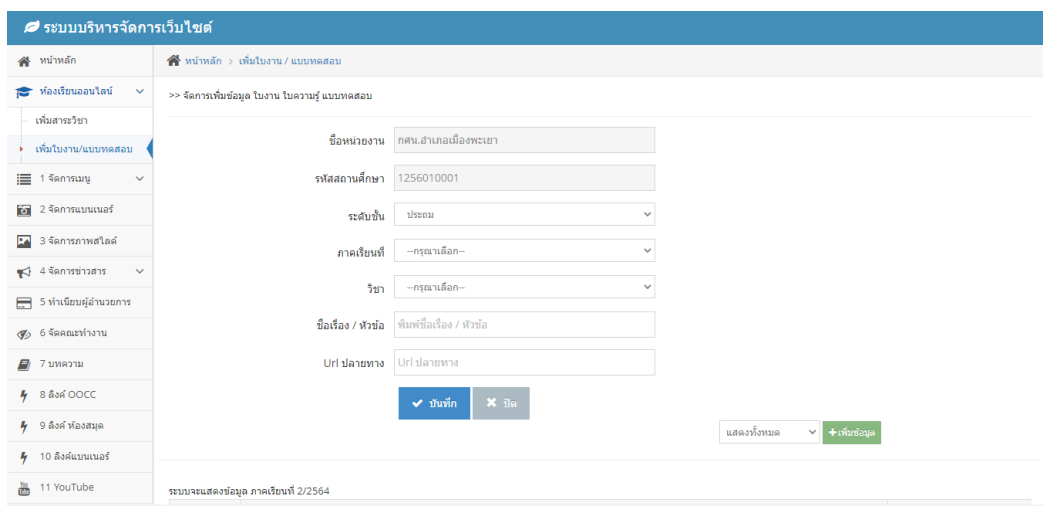 ระบบบริหารจัดการเว็บไซต์
หน้าหลัก
ห้องเรียนออนไลน์
เพิ่มสาระวิชา
เพิ่มใบงาน/แบบทดสอบ
1 จัดการเมนู
2 จัดการแบนเนอร์
3 จัดการภาพสไลด์
4 จัดการข่าวสาร
5 ทำเนียบผู้อำนวยการ
6 จัดคณะทำงาน
7 บทความ
8 ลิงค์ OOCC
9 ลิงค์ ห้องสมุด
10 ลิงค์แบนเนอร์
11 YouTube
หน้าหลัก > เพิ่มใบงาน / แบบทดสอบ
>> จัดการเพิ่มข้อมูล ใบงาน ใบความรู้ แบบทดสอบ
ชื่อหน่วยงาน กศน.อำเภอเมืองพะเยา
รหัสสถานศึกษา 1256010001
ระดับชั้น ประถม
ภาคเรียนที่ --กรุณาเลือก--
วิชา --กรุณาเลือก--
ชื่อเรื่อง / หัวข้อ พิมพ์ชื่อเรื่อง / หัวข้อ
Url ปลายทาง Url ปลายทาง
บันทึก ปิด
แสดงทั้งหมด +เพิ่มข้อมูล
ระบบจะแสดงข้อมูล ภาคเรียนที่ 2/2564